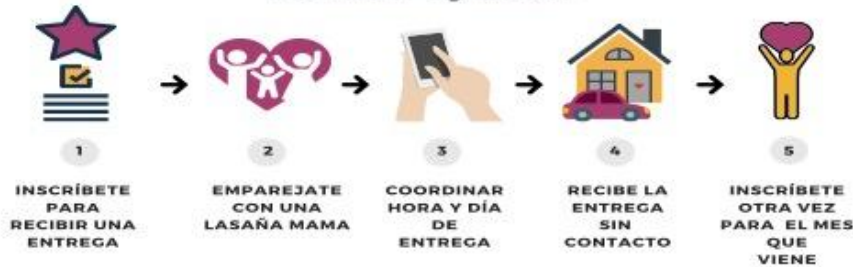 1
INSCRÍBETE
PARA
RECIBIR UNA
ENTREGA
2
EMPAREJATE
CON UNA
LASAÑA MAMA
3
COORDINAR
HORA Y DÍA
DE
ENTREGA
4
RECIBE LA
ENTREGA
SIN
CONTACTO
5
INSCRÍBETE
OTRA VEZ
PARA EL MES
QUE
VIENE